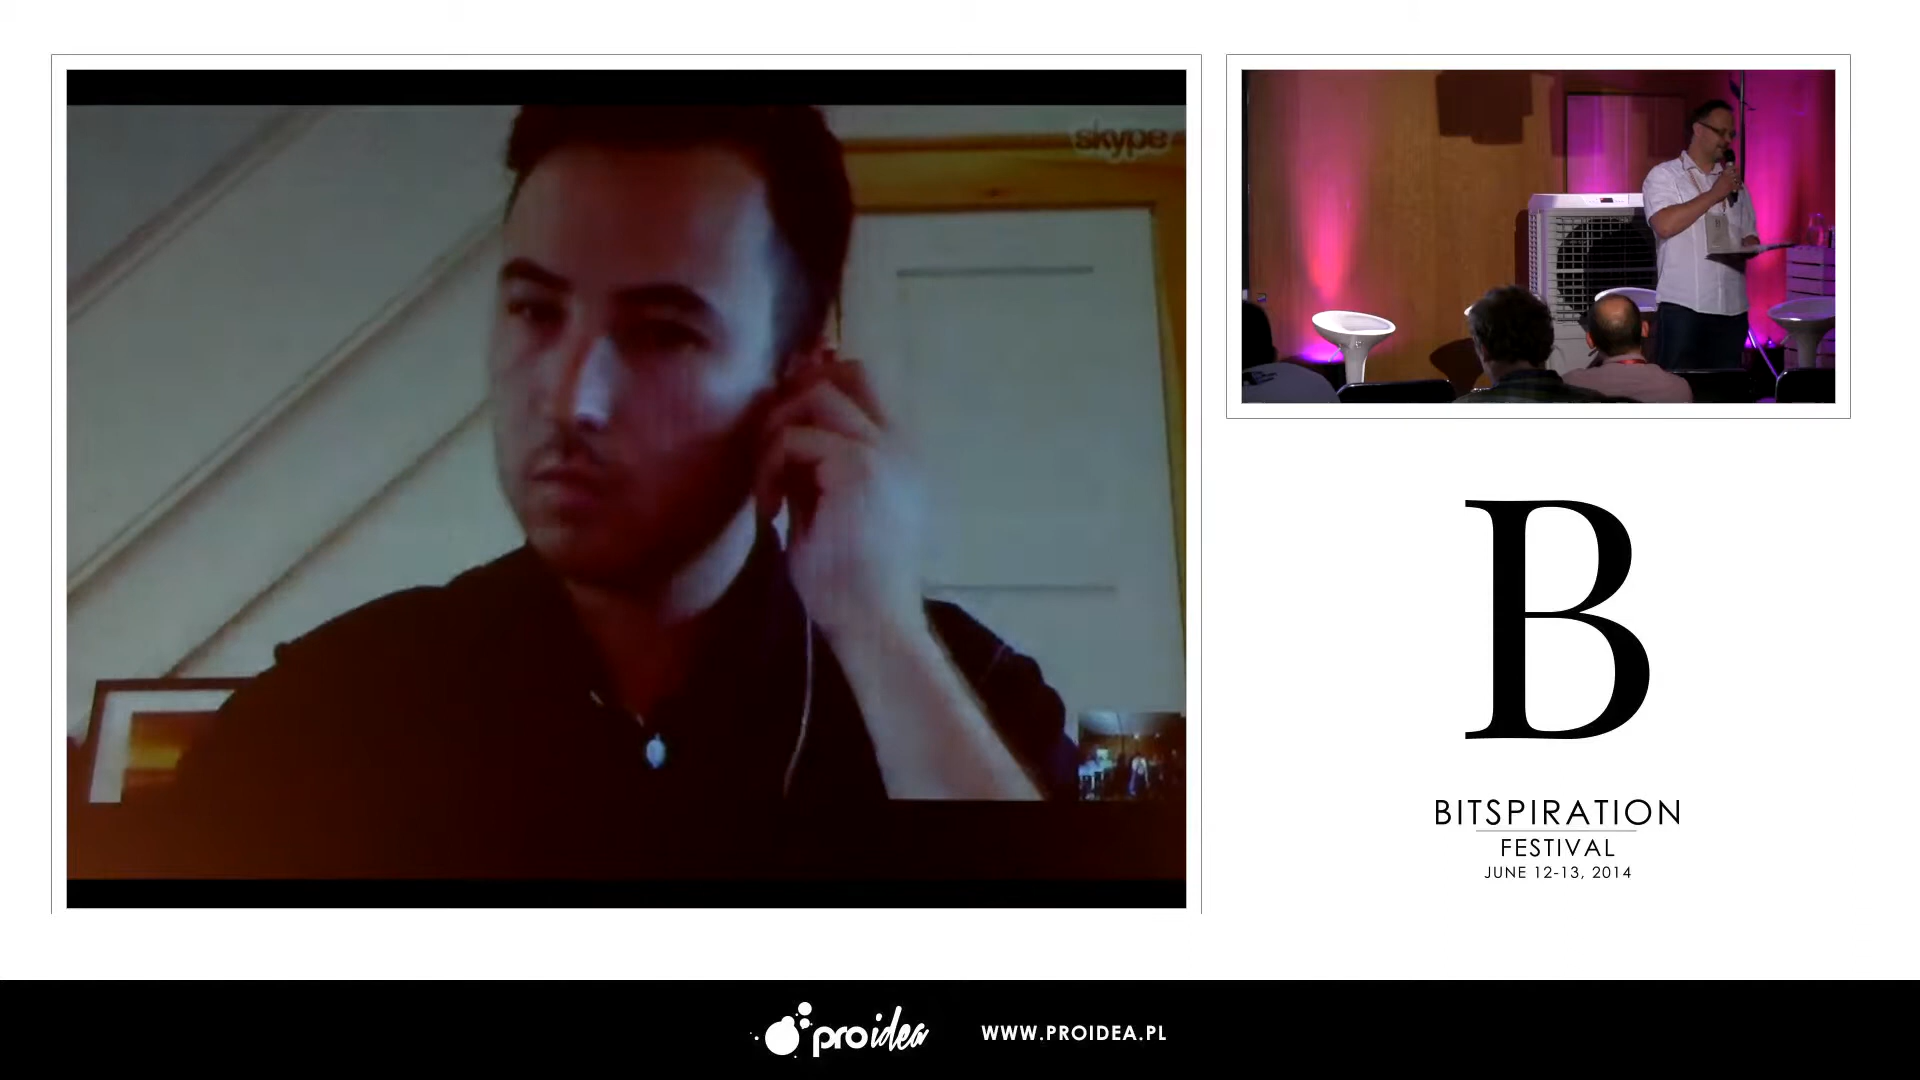 skype
B
BITSPIRATION
FESTIVAL
JUNE 12-13, 2014
proidea
WWW.PROIDEA.PL